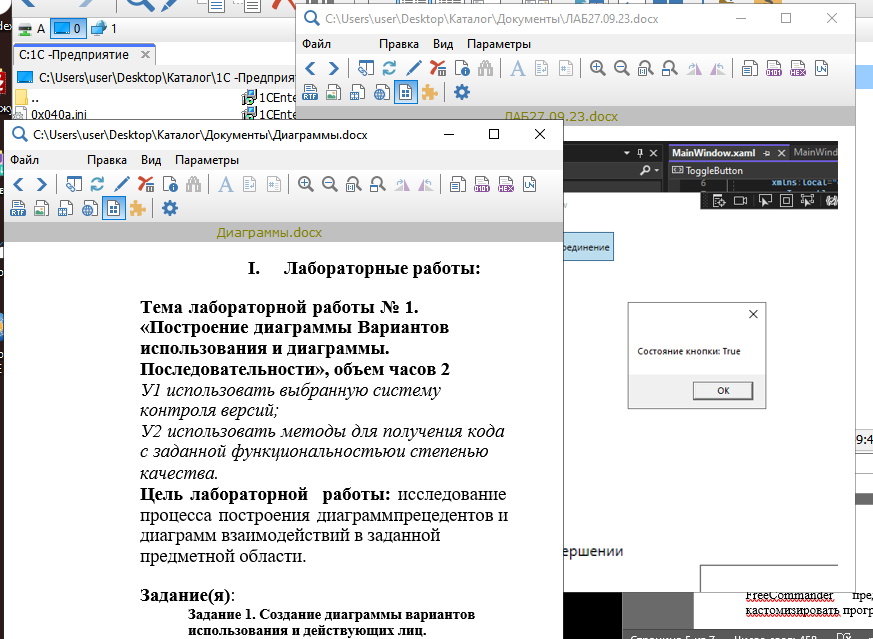 A
0
1
C:\Users\user\Desktop\Каталог\Документы\ЛАБ27.09.23.docx
Файл Правка Вид Параметры
C:1С -Предприятие
C:\Users\user\Desktop\Каталог\1С -Предприя
..
1CEnte
0x040a.ini
1CEnte
ЛАБ27.09.23.docx
C:\Users\user\Desktop\Каталог\Документы\Диаграммы.docx
Файл Правка Вид Параметры
RTF
Диаграммы.docx
I. Лабораторные работы:
Тема лабораторной работы № 1.
«Построение диаграммы Вариантов
использования и диаграммы.
Последовательности», объем часов 2
У1 использовать выбранную систему
контроля версий;
У2 использовать методы для получения кода
с заданной функциональностьюи степенью
качества.
Цель лабораторной работы: исследование
процесса построения диаграммпрецедентов и
диаграмм взаимодействий в заданной
предметной области.
Задание(я):
Задание 1. Создание диаграммы вариантов
использования и действующих лиц.
MainWindow.xaml
MainWind
ToggleButton
6
xmlns:local="
единение
Состояние кнопки: True
OK
9:4
ершении
FreeCommander пред
кастомизировать прогр